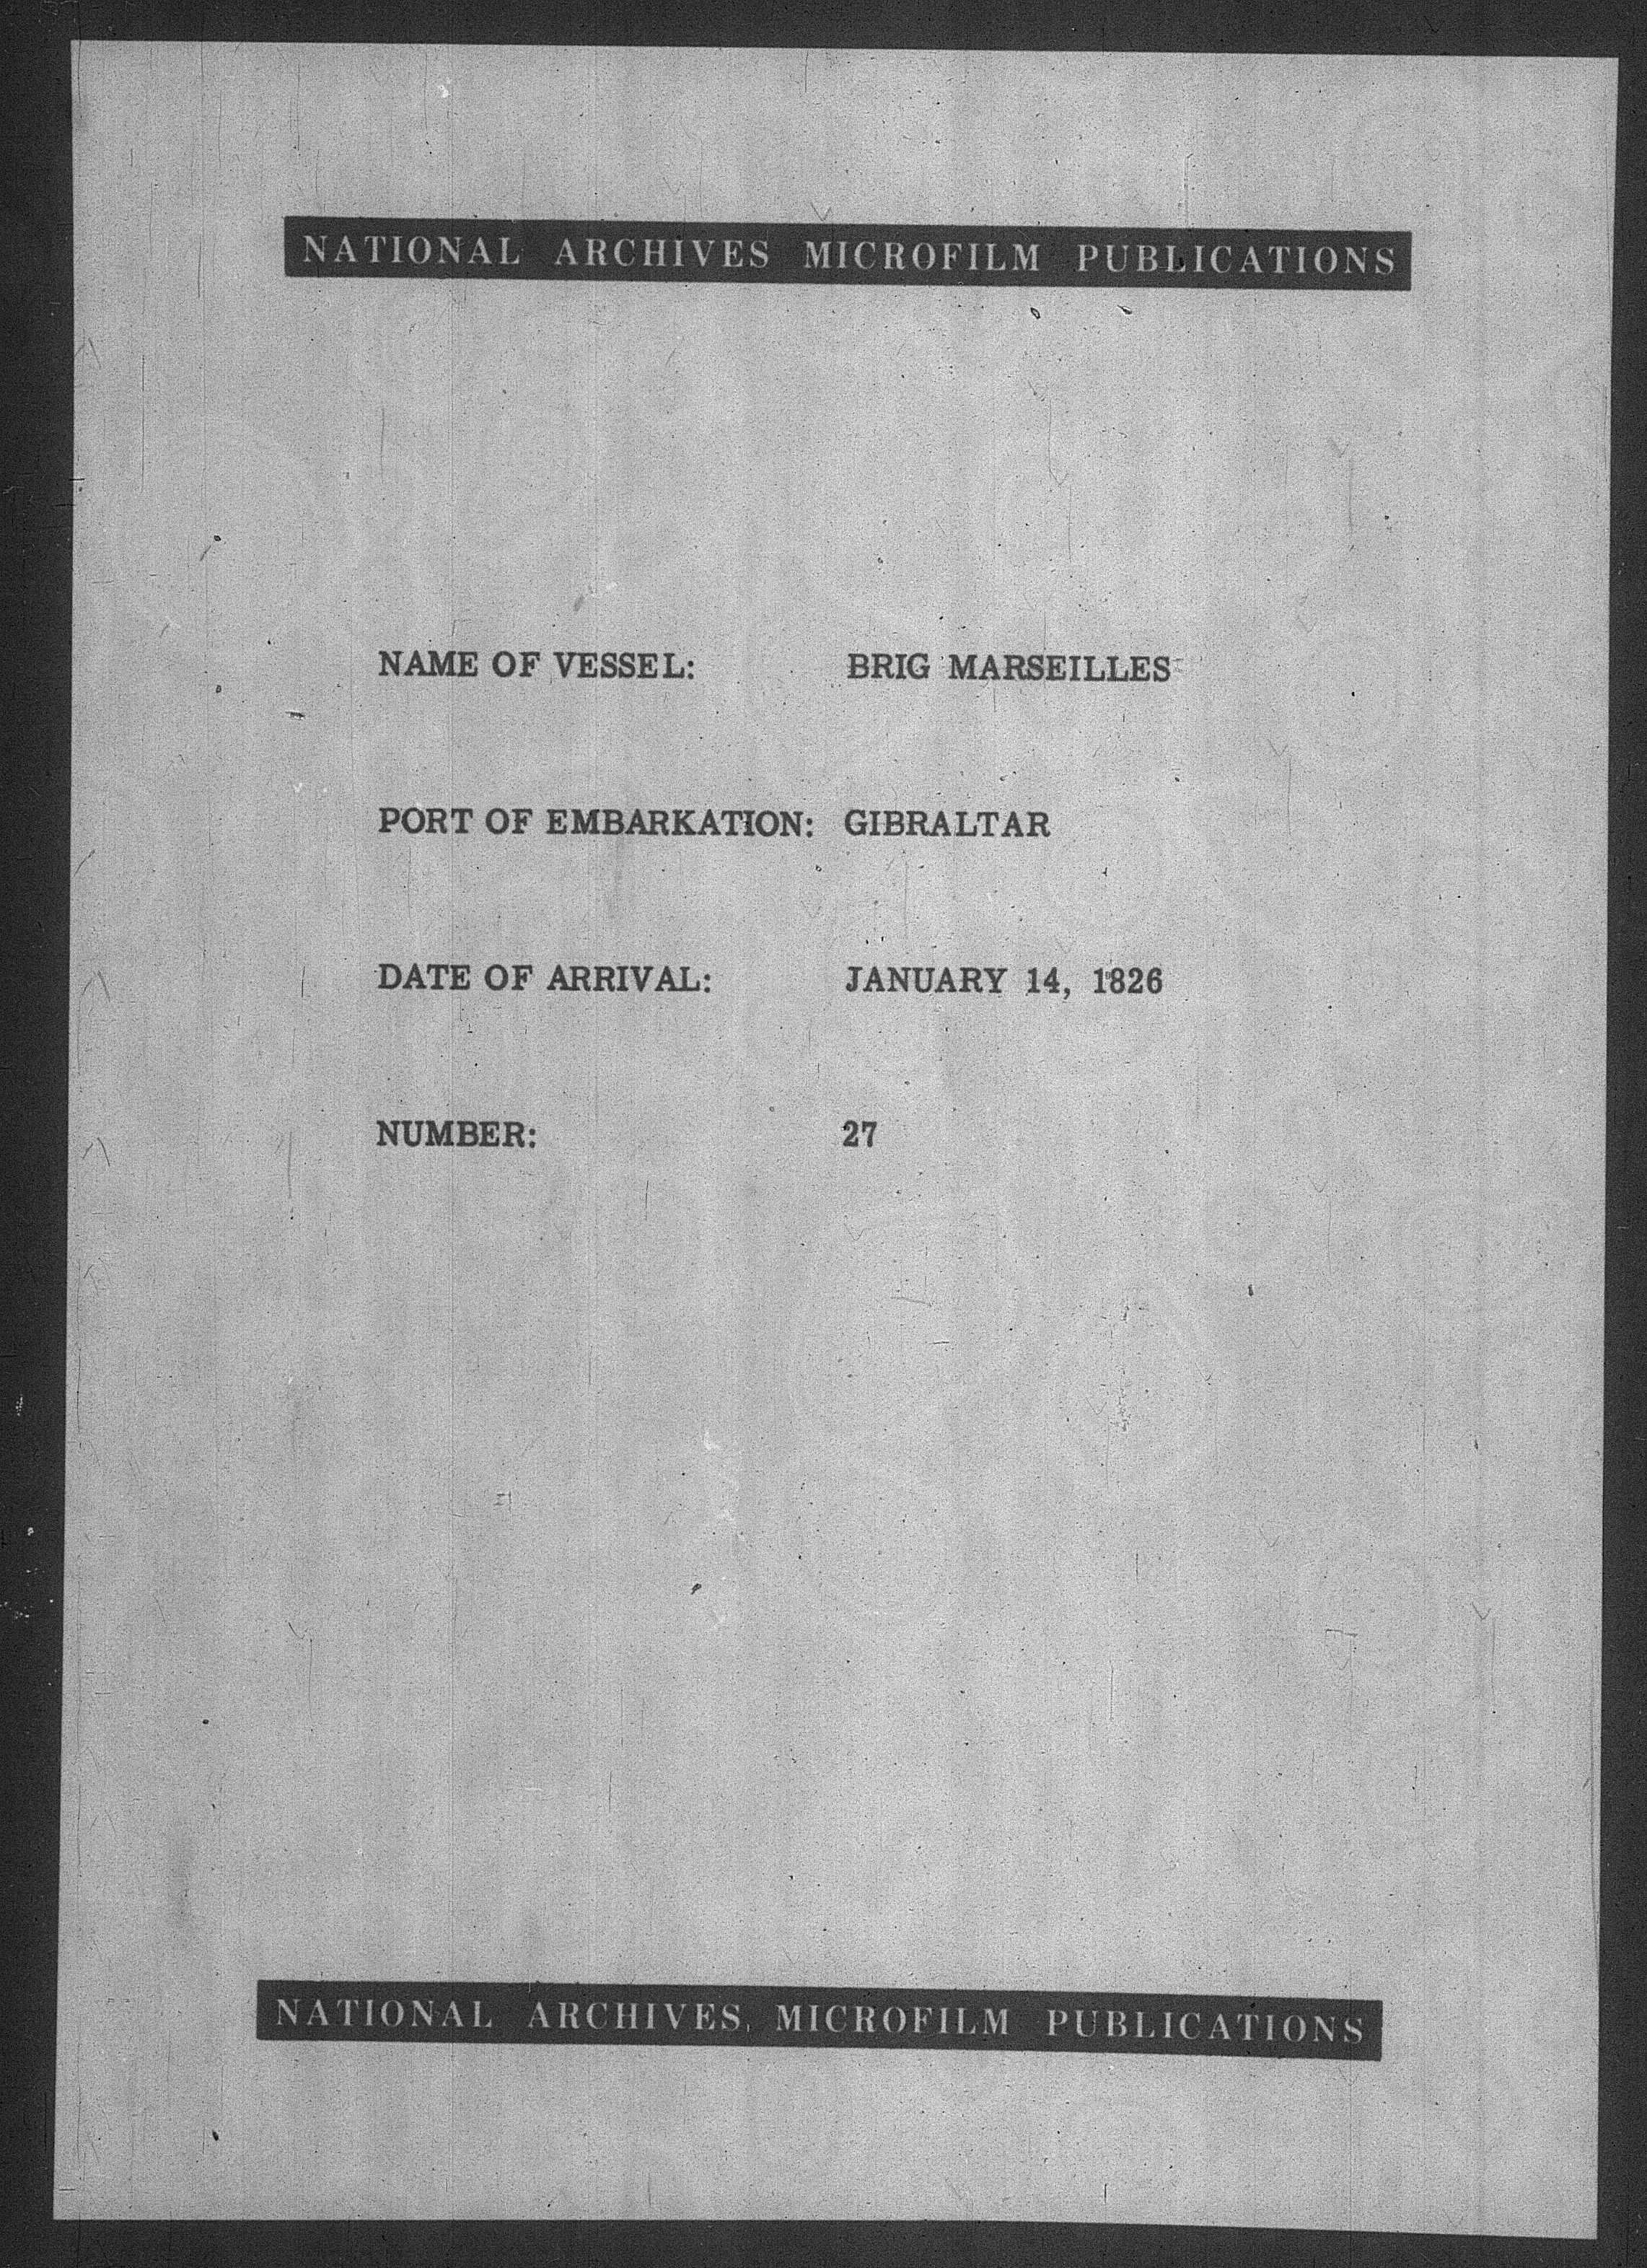 NATIONAL ARCHIVES MICROFILM PUBLICATIONS
NAME OF VESSEL: BRIG MARSEILLES
PORT OF EMBARKATION: GIBRALTAR
DATE OF ARRIVAL: JANUARY 14, 1826
NUMBER: 27
NATIONAL ARCHIVES MICROFILM PUBLICATIONS